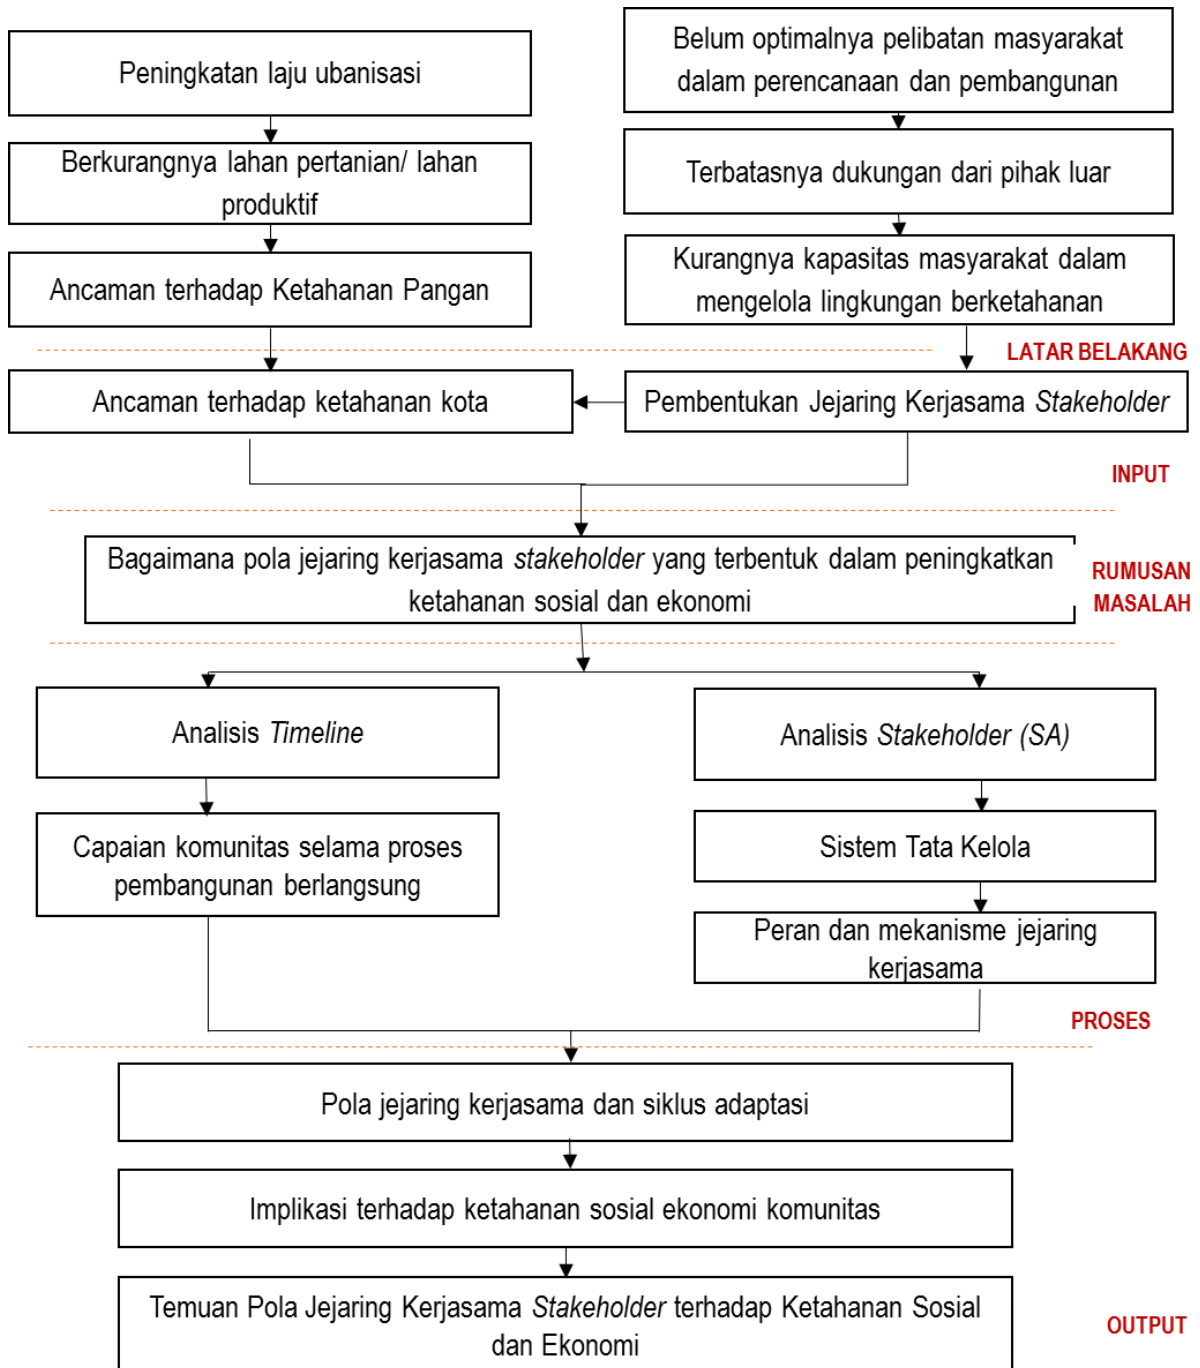 Peningkatan laju ubanisasi
Berkurangnya lahan pertanian/ lahan
produktif
Ancaman terhadap Ketahanan Pangan
Belum optimalnya pelibatan masyarakat
dalam perencanaan dan pembangunan
Terbatasnya dukungan dari pihak luar
Kurangnya kapasitas masyarakat dalam
mengelola lingkungan berketahanan
LATAR BELAKANG
Ancaman terhadap ketahanan kota
Pembentukan Jejaring Kerjasama Stakeholder
INPUT
Bagaimana pola jejaring kerjasama stakeholder yang terbentuk dalam peningkatkan
ketahanan sosial dan ekonomi
RUMUSAN
MASALAH
Analisis Timeline
Capaian komunitas selama proses
pembangunan berlangsung
Analisis Stakeholder (SA)
Sistem Tata Kelola
Peran dan mekanisme jejaring
kerjasama
PROSES
Pola jejaring kerjasama dan siklus adaptasi
Implikasi terhadap ketahanan sosial ekonomi komunitas
Temuan Pola Jejaring Kerjasama Stakeholder terhadap Ketahanan Sosial
dan Ekonomi
OUTPUT